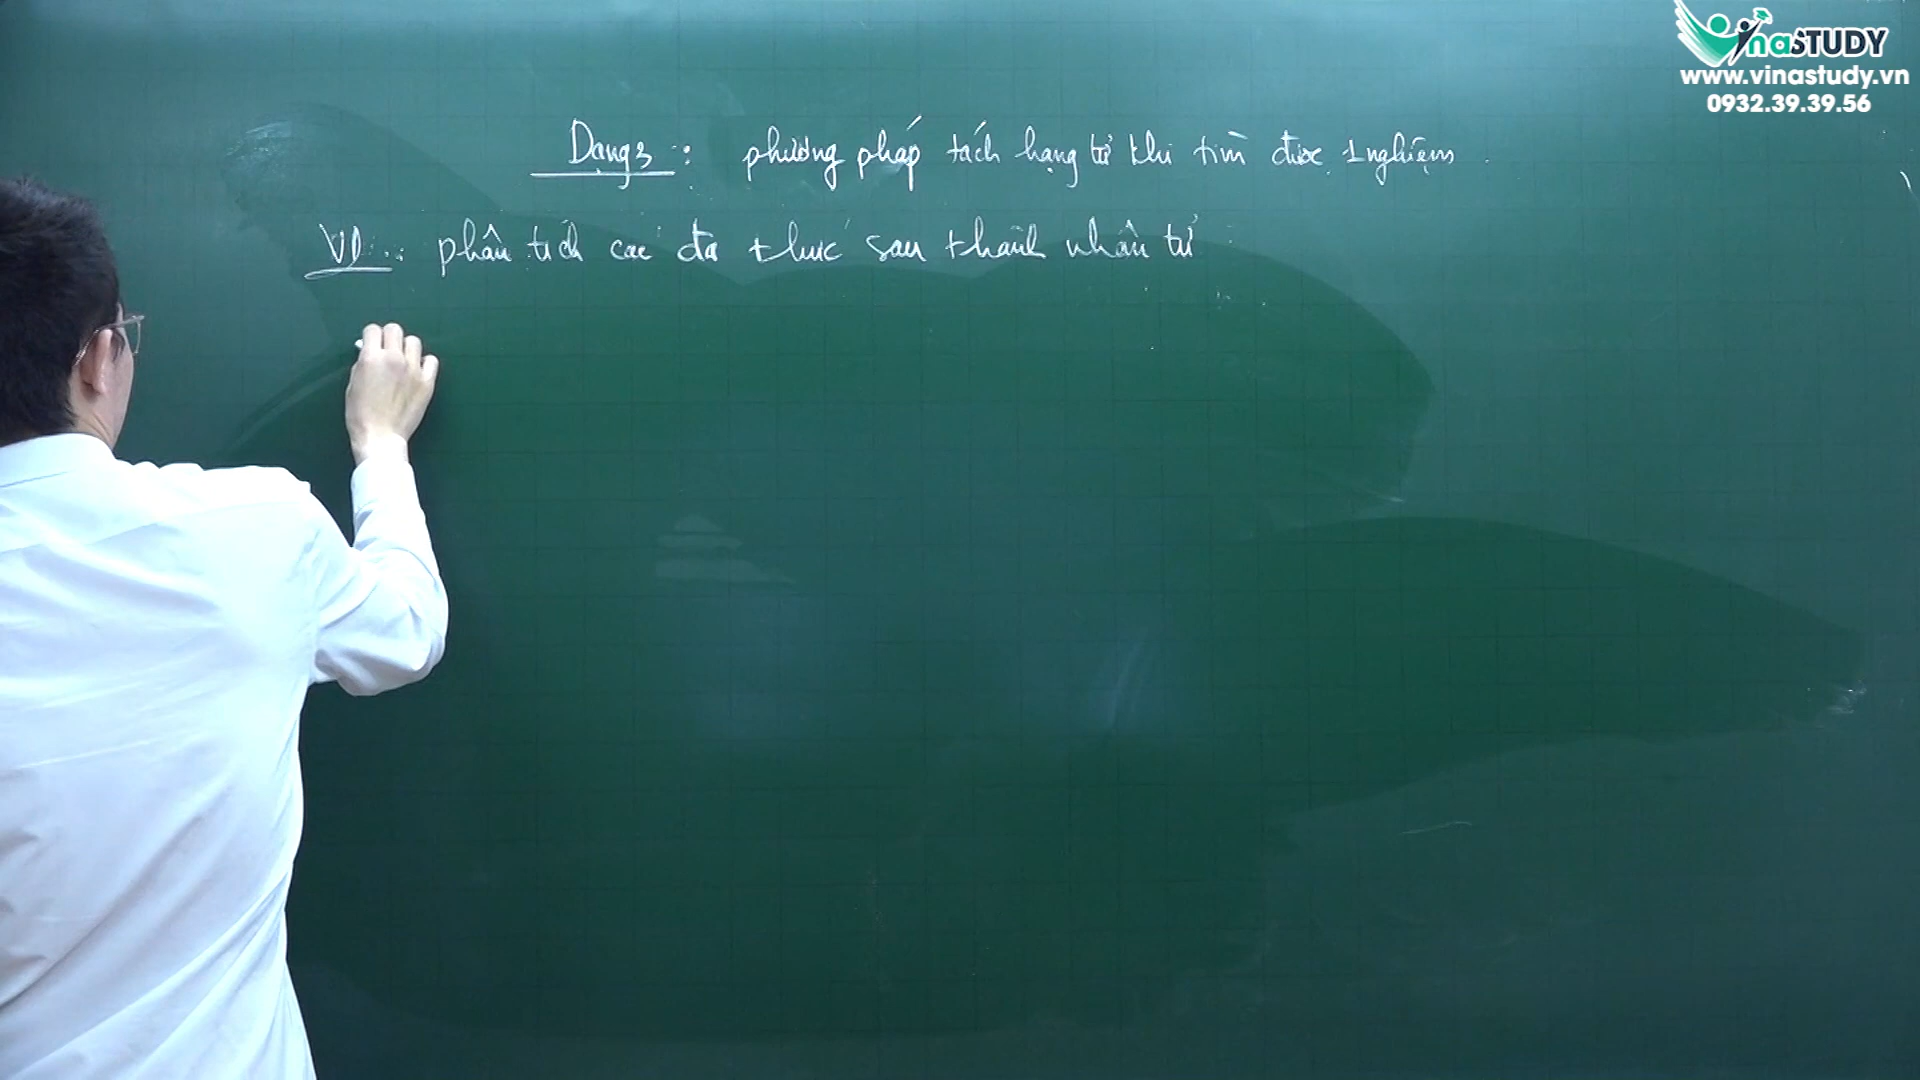 VinaSTUDY
www.vinastudy.vn
0932.39.39.56
Dạng 3 : phương pháp tách hạng tử khi tìm được 1 nghiệm
VD : phân tích các đa thức sau thành nhân tử